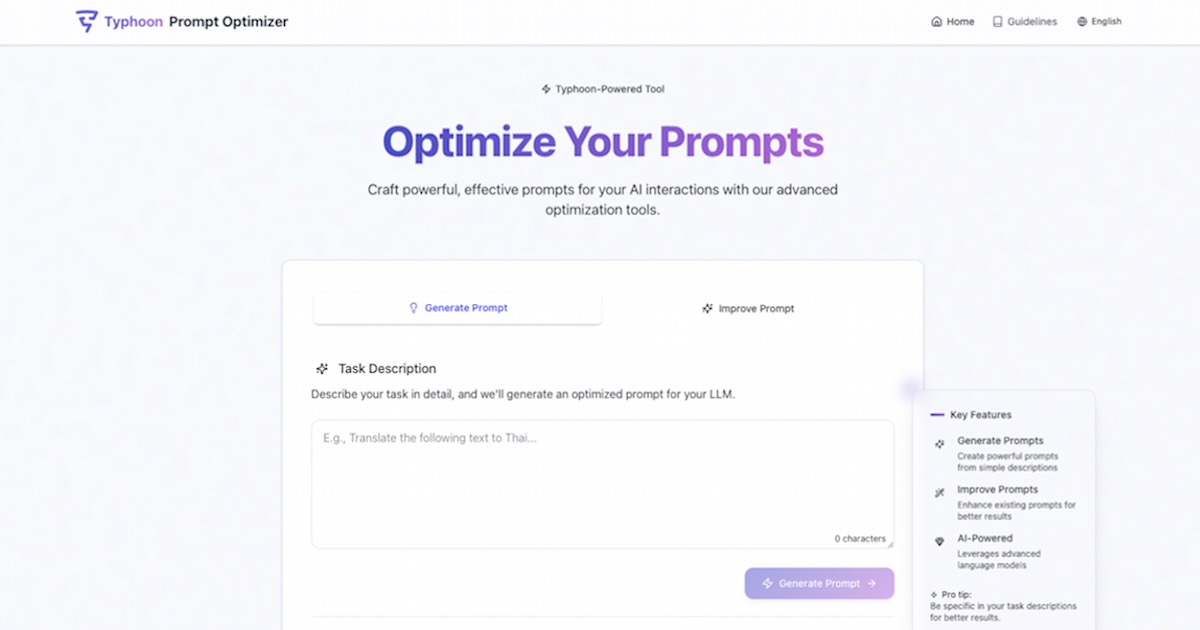 Typhoon Prompt Optimizer
Home
Guidelines
English
Typhoon-Powered Tool
Optimize Your Prompts
Craft powerful, effective prompts for your AI interactions with our advanced
optimization tools.
Generate Prompt
Improve Prompt
Task Description
Describe your task in detail, and we'll generate an optimized prompt for your LLM.
E.g., Translate the following text to Thai...
0 characters
Generate Prompt →
Key Features
Generate Prompts
Create powerful prompts
from simple descriptions
Improve Prompts
Enhance existing prompts for
better results
AI-Powered
Leverages advanced
language models
Pro tip:
Be specific in your task descriptions
for better results.